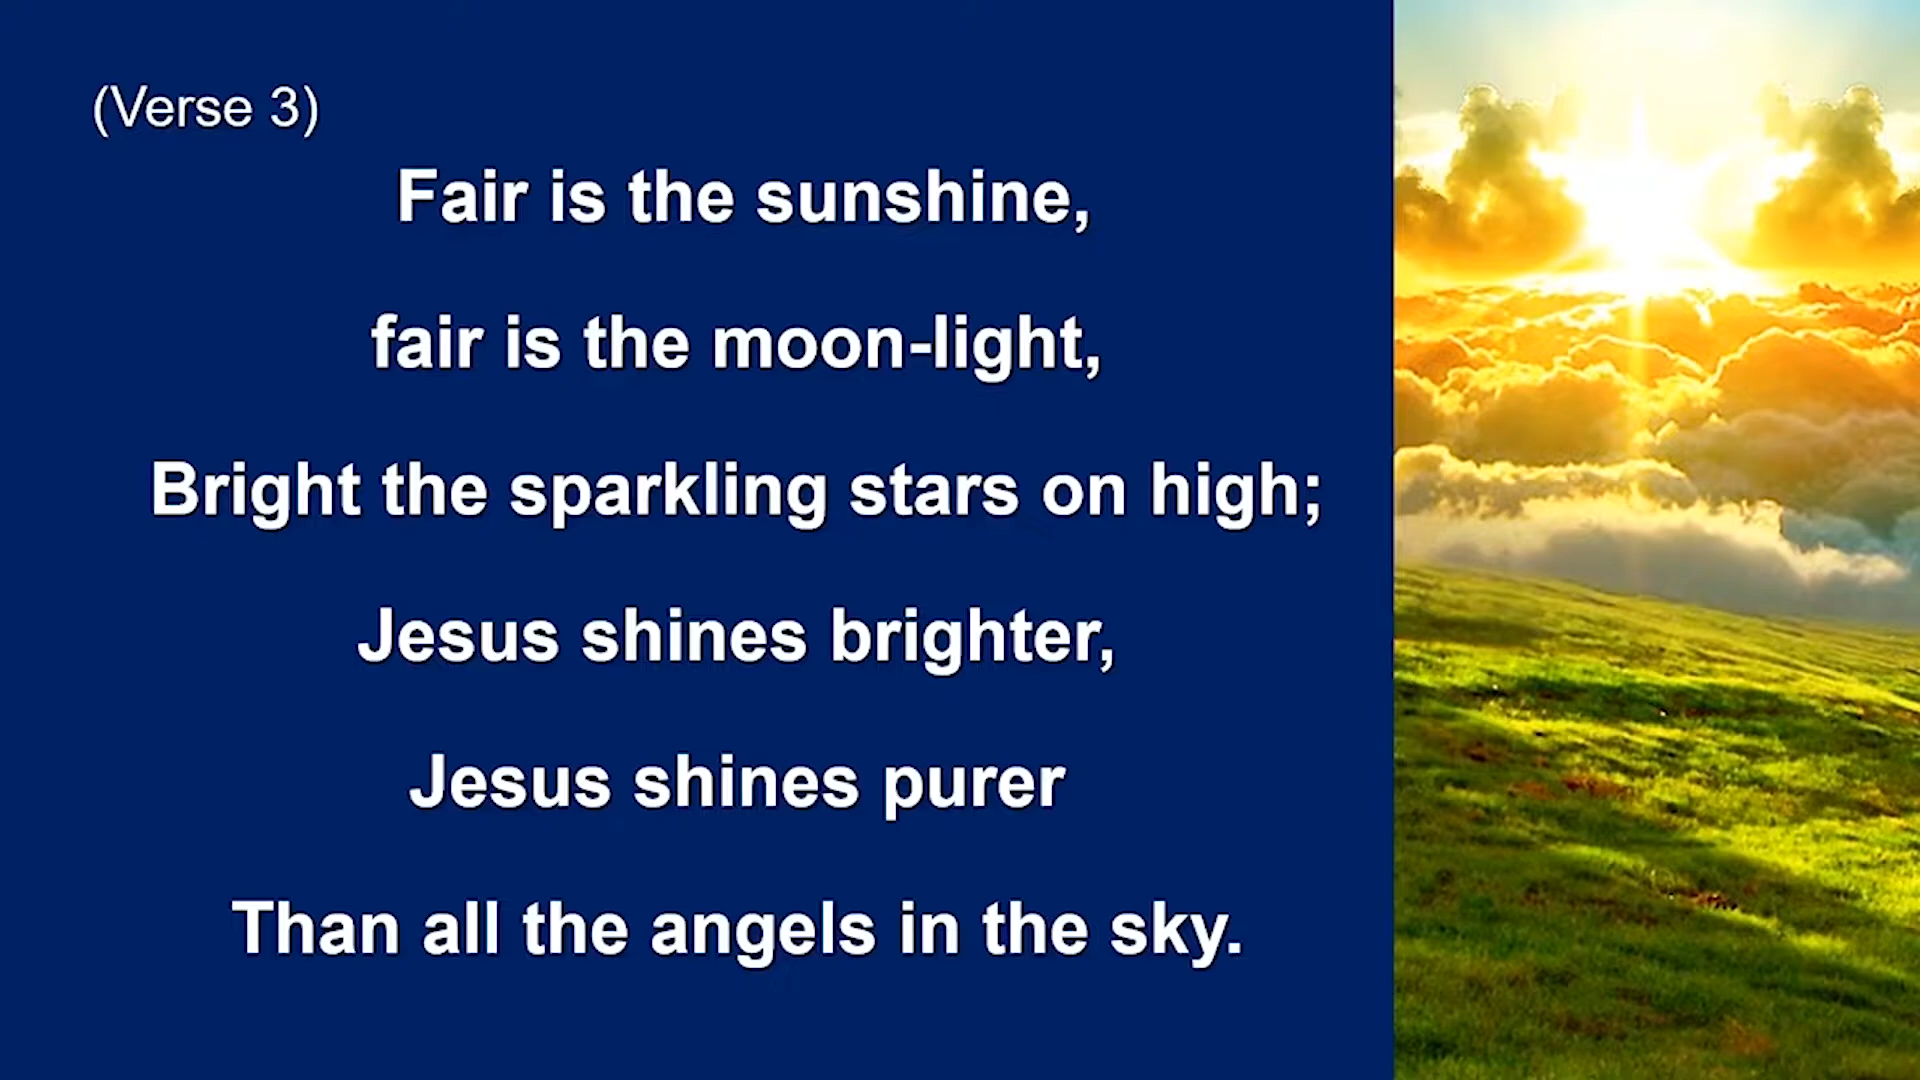 (Verse 3)
Fair is the sunshine,
fair is the moon-light,
Bright the sparkling stars on high;
Jesus shines brighter,
Jesus shines purer
Than all the angels in the sky.